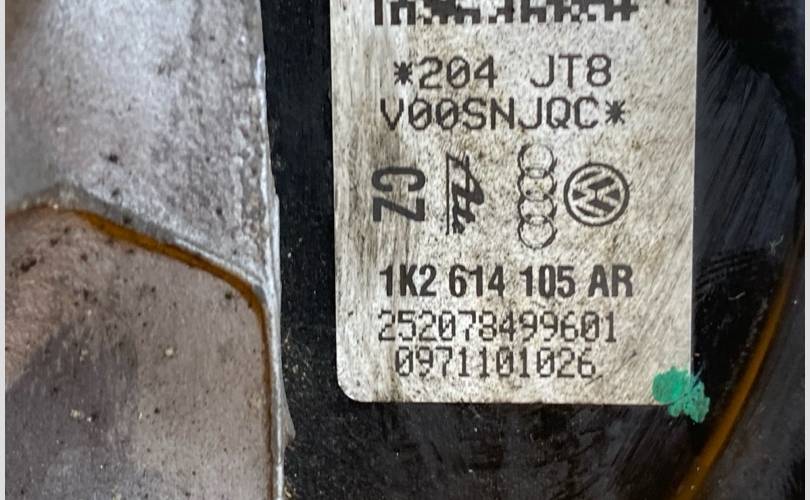 *204 JT8
V00SNJQC*
CZ
1K2 614 105 AR
252078499601
0971101026